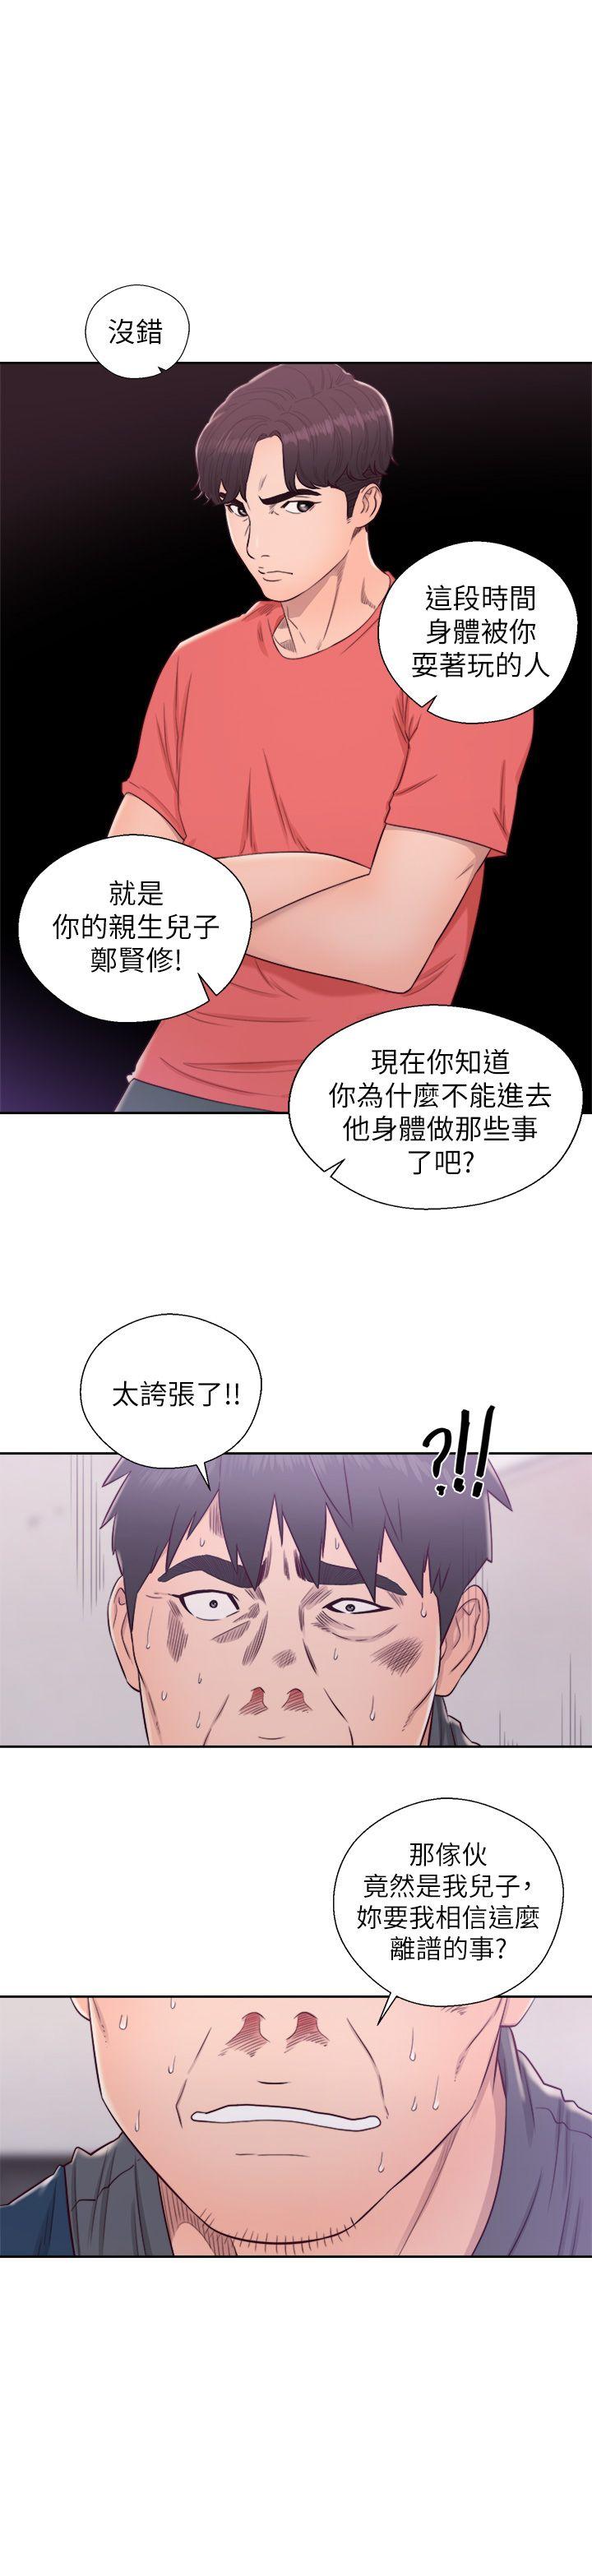 沒錯
這段時間
身體被你
耍著玩的人
就是
你的親生兒子
鄭賢修!
現在你知道
你為什麼不能進去
他身體做那些事
了吧?
太誇張了!!
?!!
那傢伙
竟然是我兒子,
妳要我相信這麼
離譜的事?